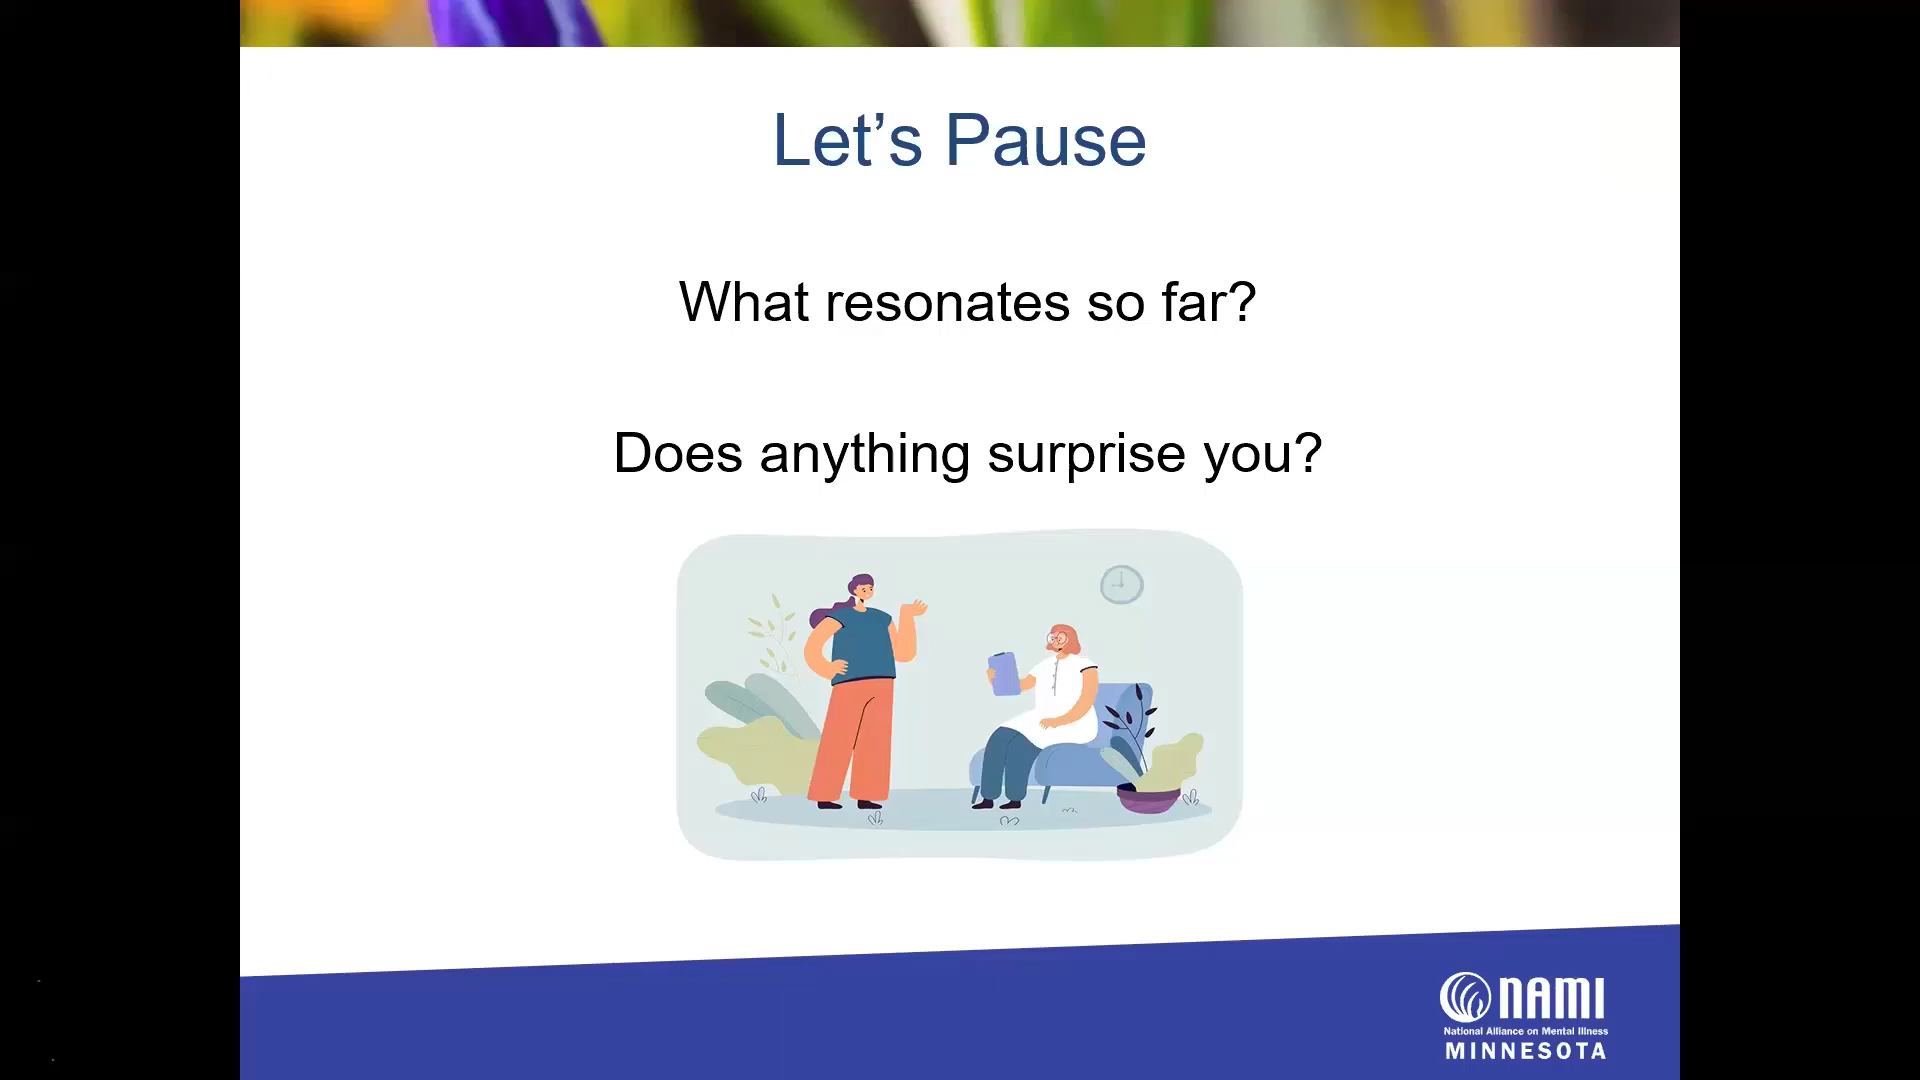 Let’s Pause
What resonates so far?
Does anything surprise you?
NAMI
National Alliance on Mental Illness
MINNESOTA